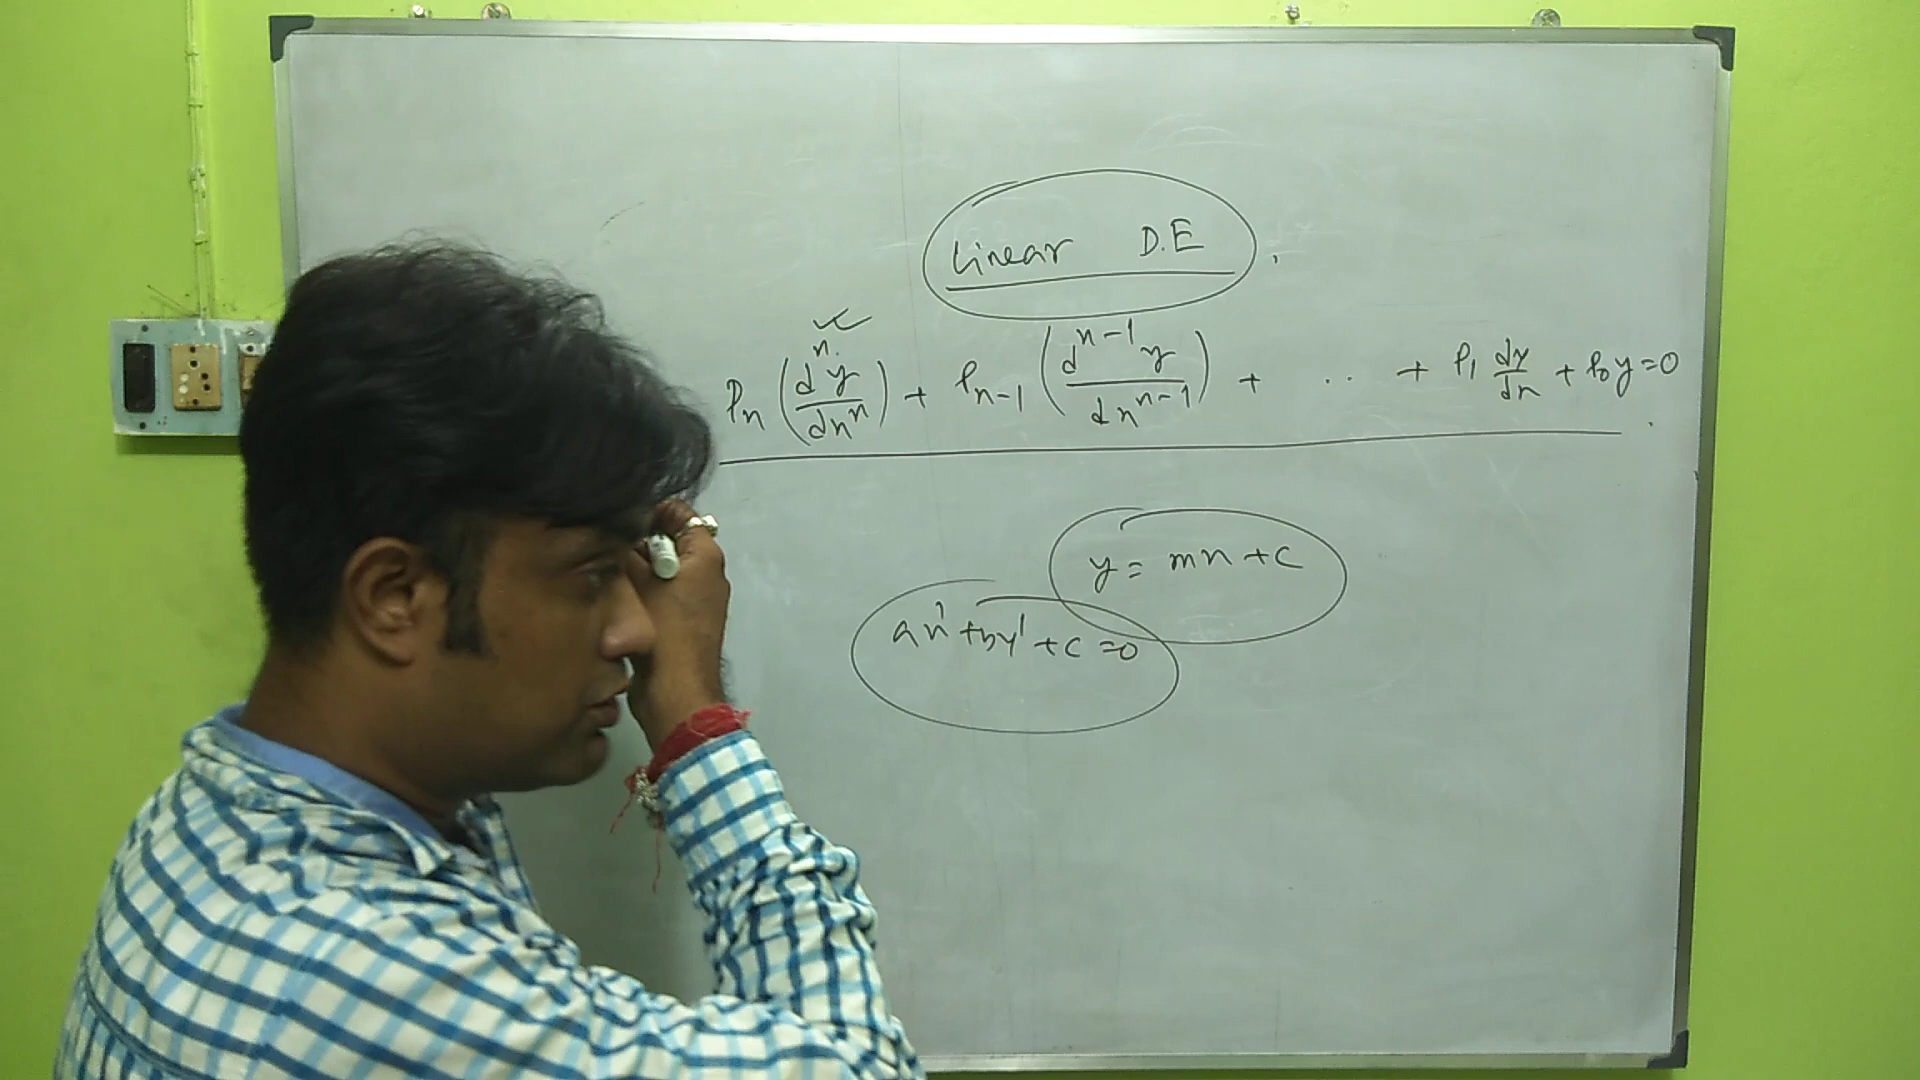 Linear D.E.
Pn (dⁿy/dxⁿ) + Pn-1 (dⁿ⁻¹y/dxⁿ⁻¹) + .. + P1 dy/dx + P0y=0
y = mx + c
ax¹ + by¹ + c = 0